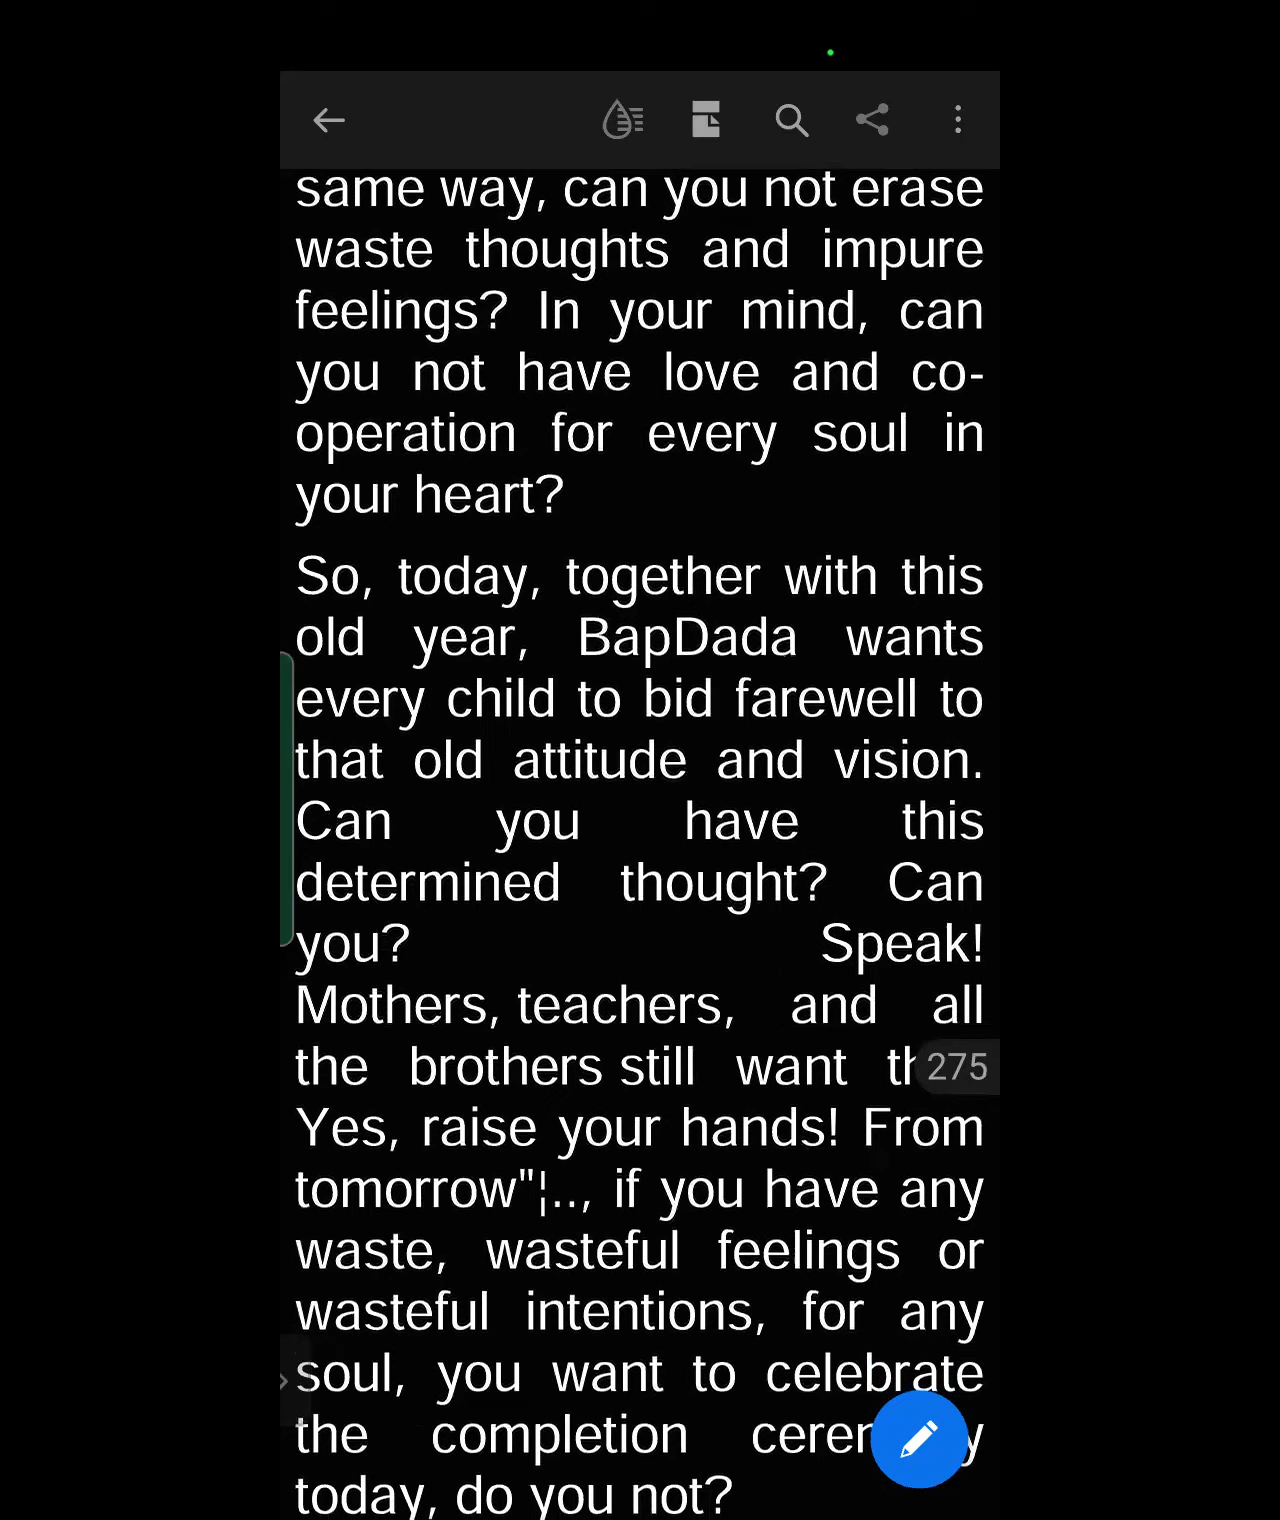 same way, can you not erase
waste thoughts and impure
feelings? In your mind, can
you not have love and co-
operation for every soul in
your heart?
So, today, together with this
old year, BapDada wants
every child to bid farewell to
that old attitude and vision.
Can you have this
determined thought? Can
you? Speak!
Mothers, teachers, and all
the brothers still want
275
Yes, raise your hands! From
tomorrow"¦.., if you have any
waste, wasteful feelings or
wasteful intentions, for any
soul, you want to celebrate
the completion
today, do you not?